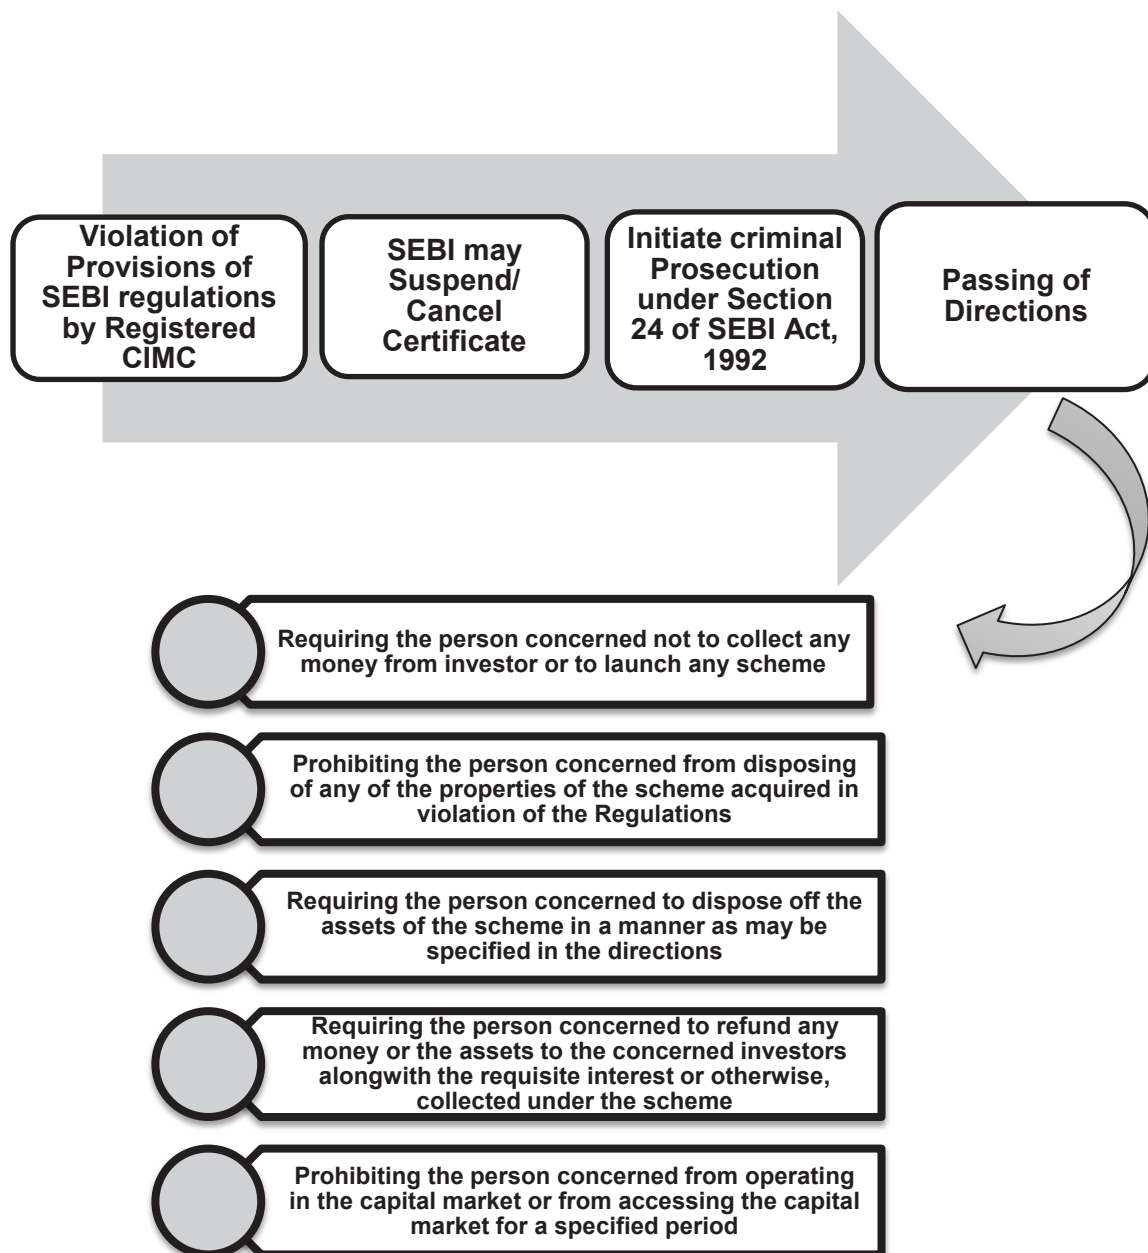 Violation of
Provisions of
SEBI regulations
by Registered
CIMC
SEBI may
Suspend/
Cancel
Certificate
Initiate criminal
Prosecution
under Section
24 of SEBI Act,
1992
Passing of
Directions
Requiring the person concerned not to collect any
money from investor or to launch any scheme
Prohibiting the person concerned from disposing
of any of the properties of the scheme acquired in
violation of the Regulations
Requiring the person concerned to dispose off the
assets of the scheme in a manner as may be
specified in the directions
Requiring the person concerned to refund any
money or the assets to the concerned investors
alongwith the requisite interest or otherwise,
collected under the scheme
Prohibiting the person concerned from operating
in the capital market or from accessing the capital
market for a specified period